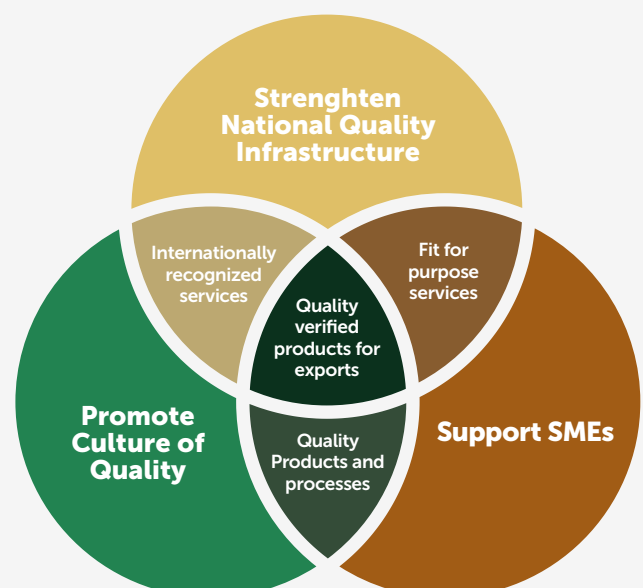 Strenghten
National Quality
Infrastructure
Internationally
recognized
services
Fit for
purpose
services
Quality
verified
products for
exports
Promote
Culture of
Quality
Support SMEs
Quality
Products and
processes